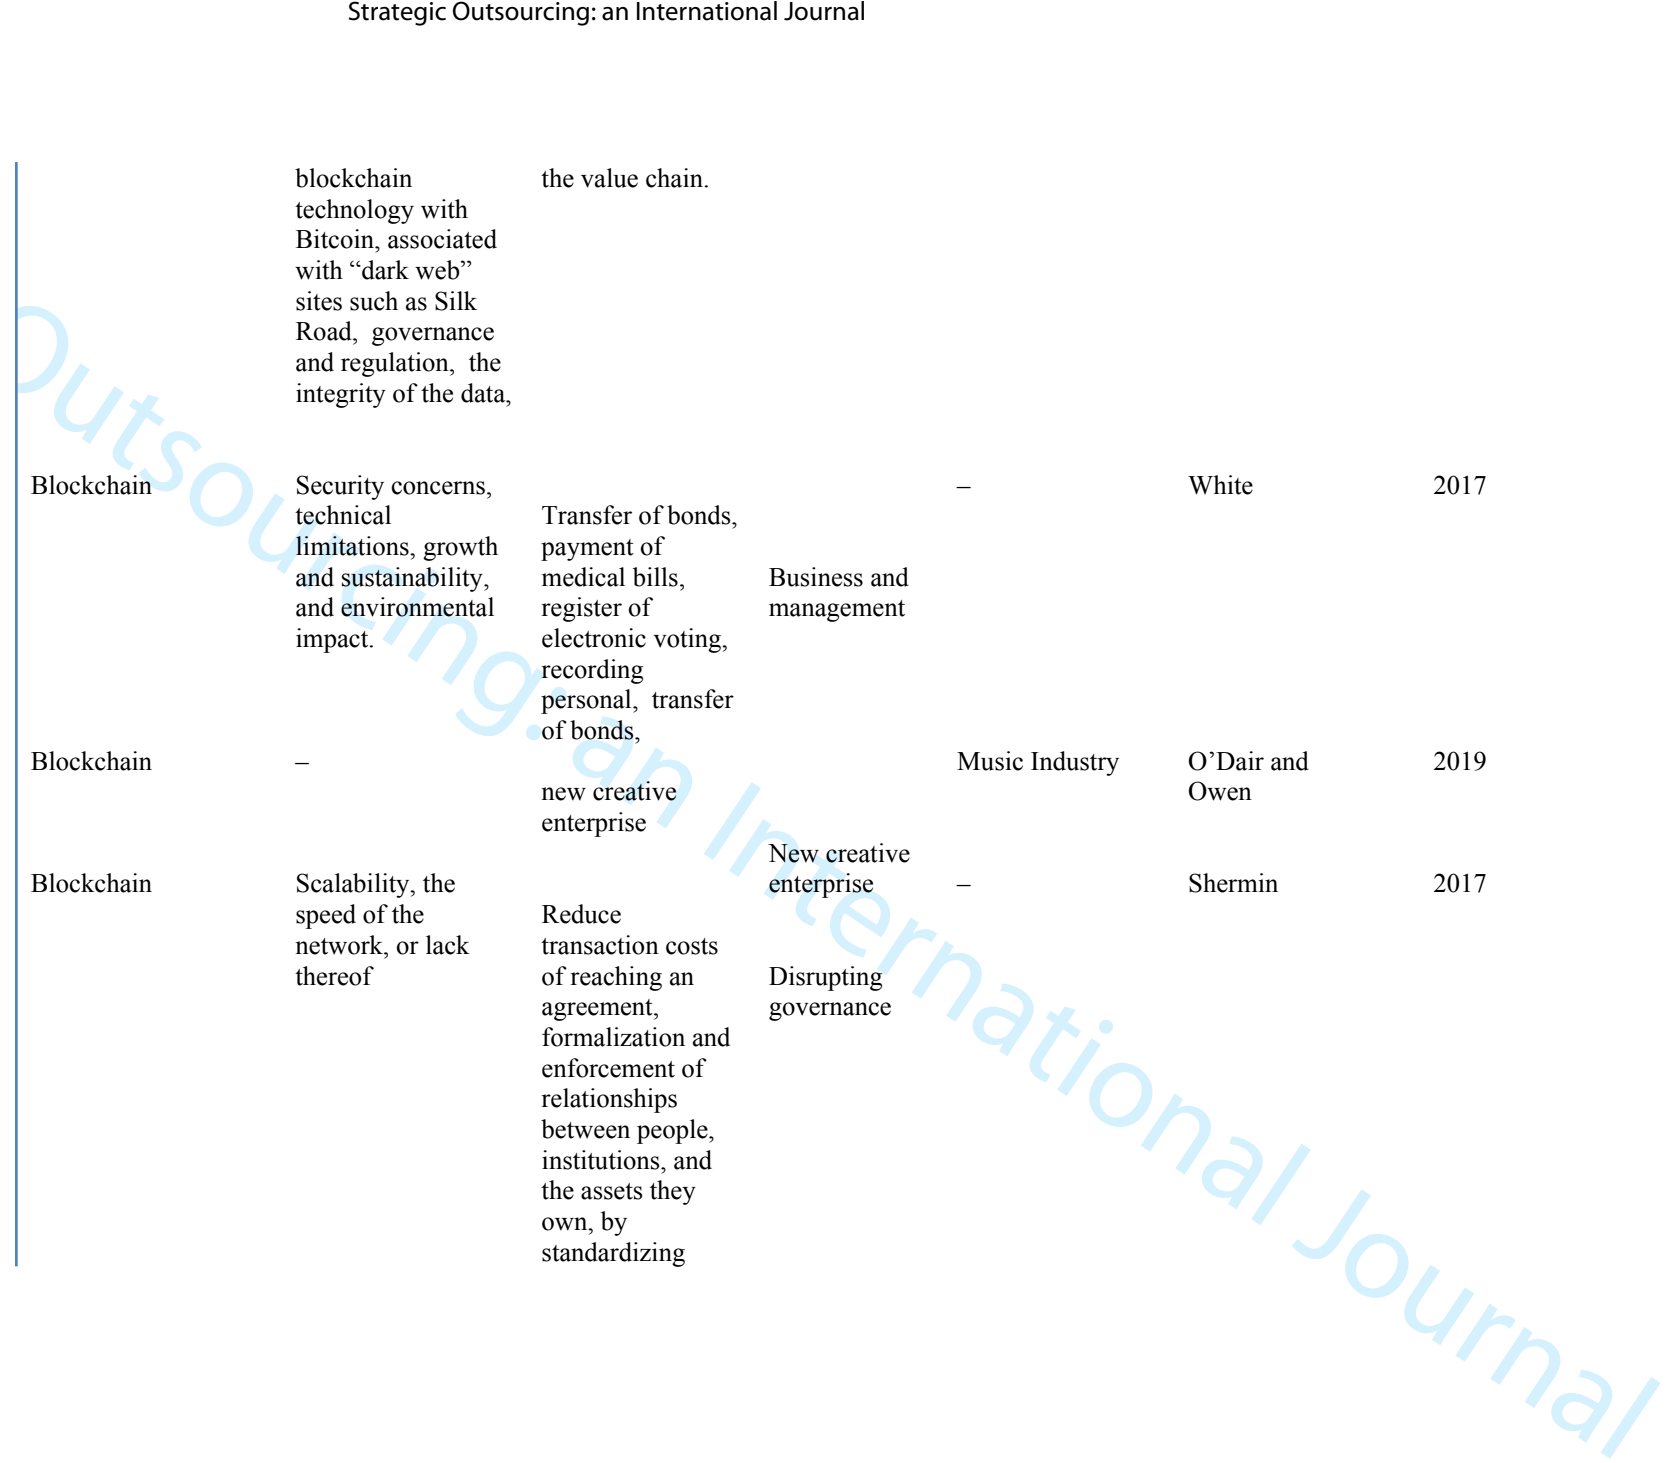 Strategic Outsourcing: an International Journal
blockchain
technology with
Bitcoin, associated
with “dark web”
sites such as Silk
Road,  governance
and regulation,  the
integrity of the data,
the value chain.
Blockchain
Security concerns,
technical
limitations, growth
and sustainability,
and environmental
impact.
Transfer of bonds,
payment of
medical bills,
register of
electronic voting,
recording
personal,  transfer
of bonds,
Business and
management
–
White
2017
Blockchain
–
new creative
enterprise
New creative
enterprise
Music Industry
O’Dair and
Owen
2019
Blockchain
Scalability, the
speed of the
network, or lack
thereof
Reduce
transaction costs
of reaching an
agreement,
formalization and
enforcement of
relationships
between people,
institutions, and
the assets they
own, by
standardizing
Disrupting
governance
–
Shermin
2017
Outsourcing: an International Journal